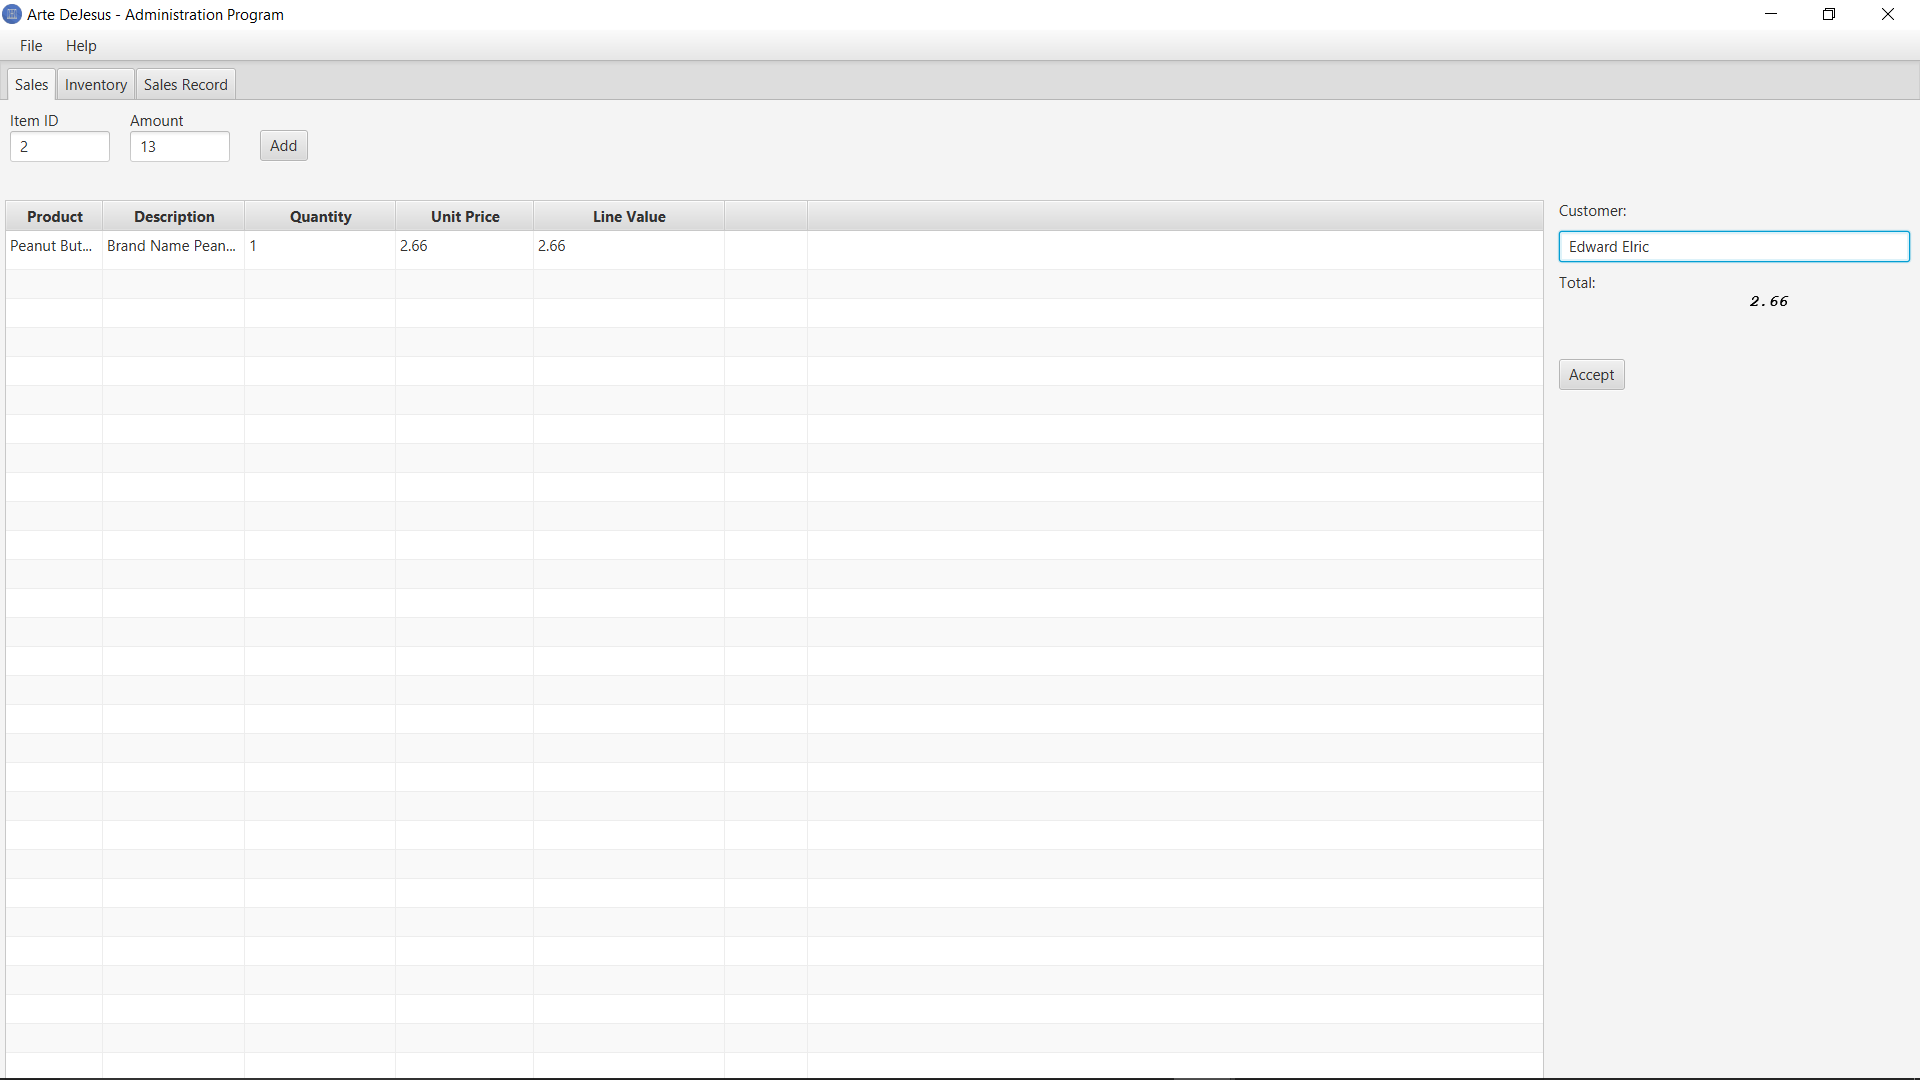 Arte DeJesus - Administration Program
File Help
Sales Inventory Sales Record
Item ID Amount
2 13 Add
Product Description Quantity Unit Price Line Value
Peanut But... Brand Name Pean... 1 2.66 2.66
Customer:
Edward Elric
Total:
2.66
Accept